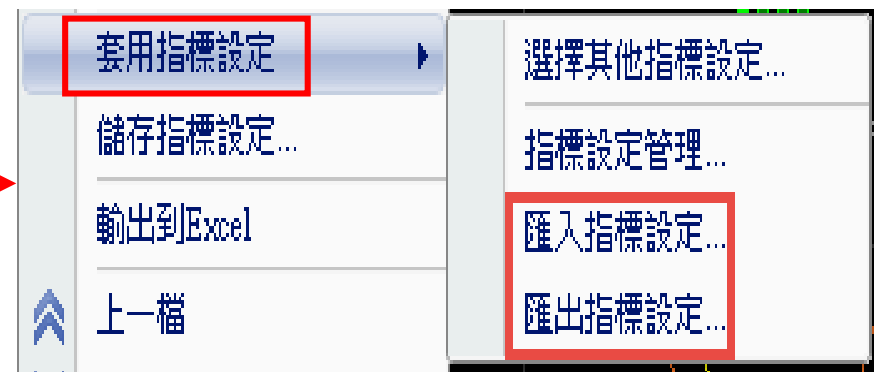 套用指標設定
儲存指標設定...
輸出到Excel
上一檔
選擇其他指標設定...
指標設定管理...
匯入指標設定...
匯出指標設定...